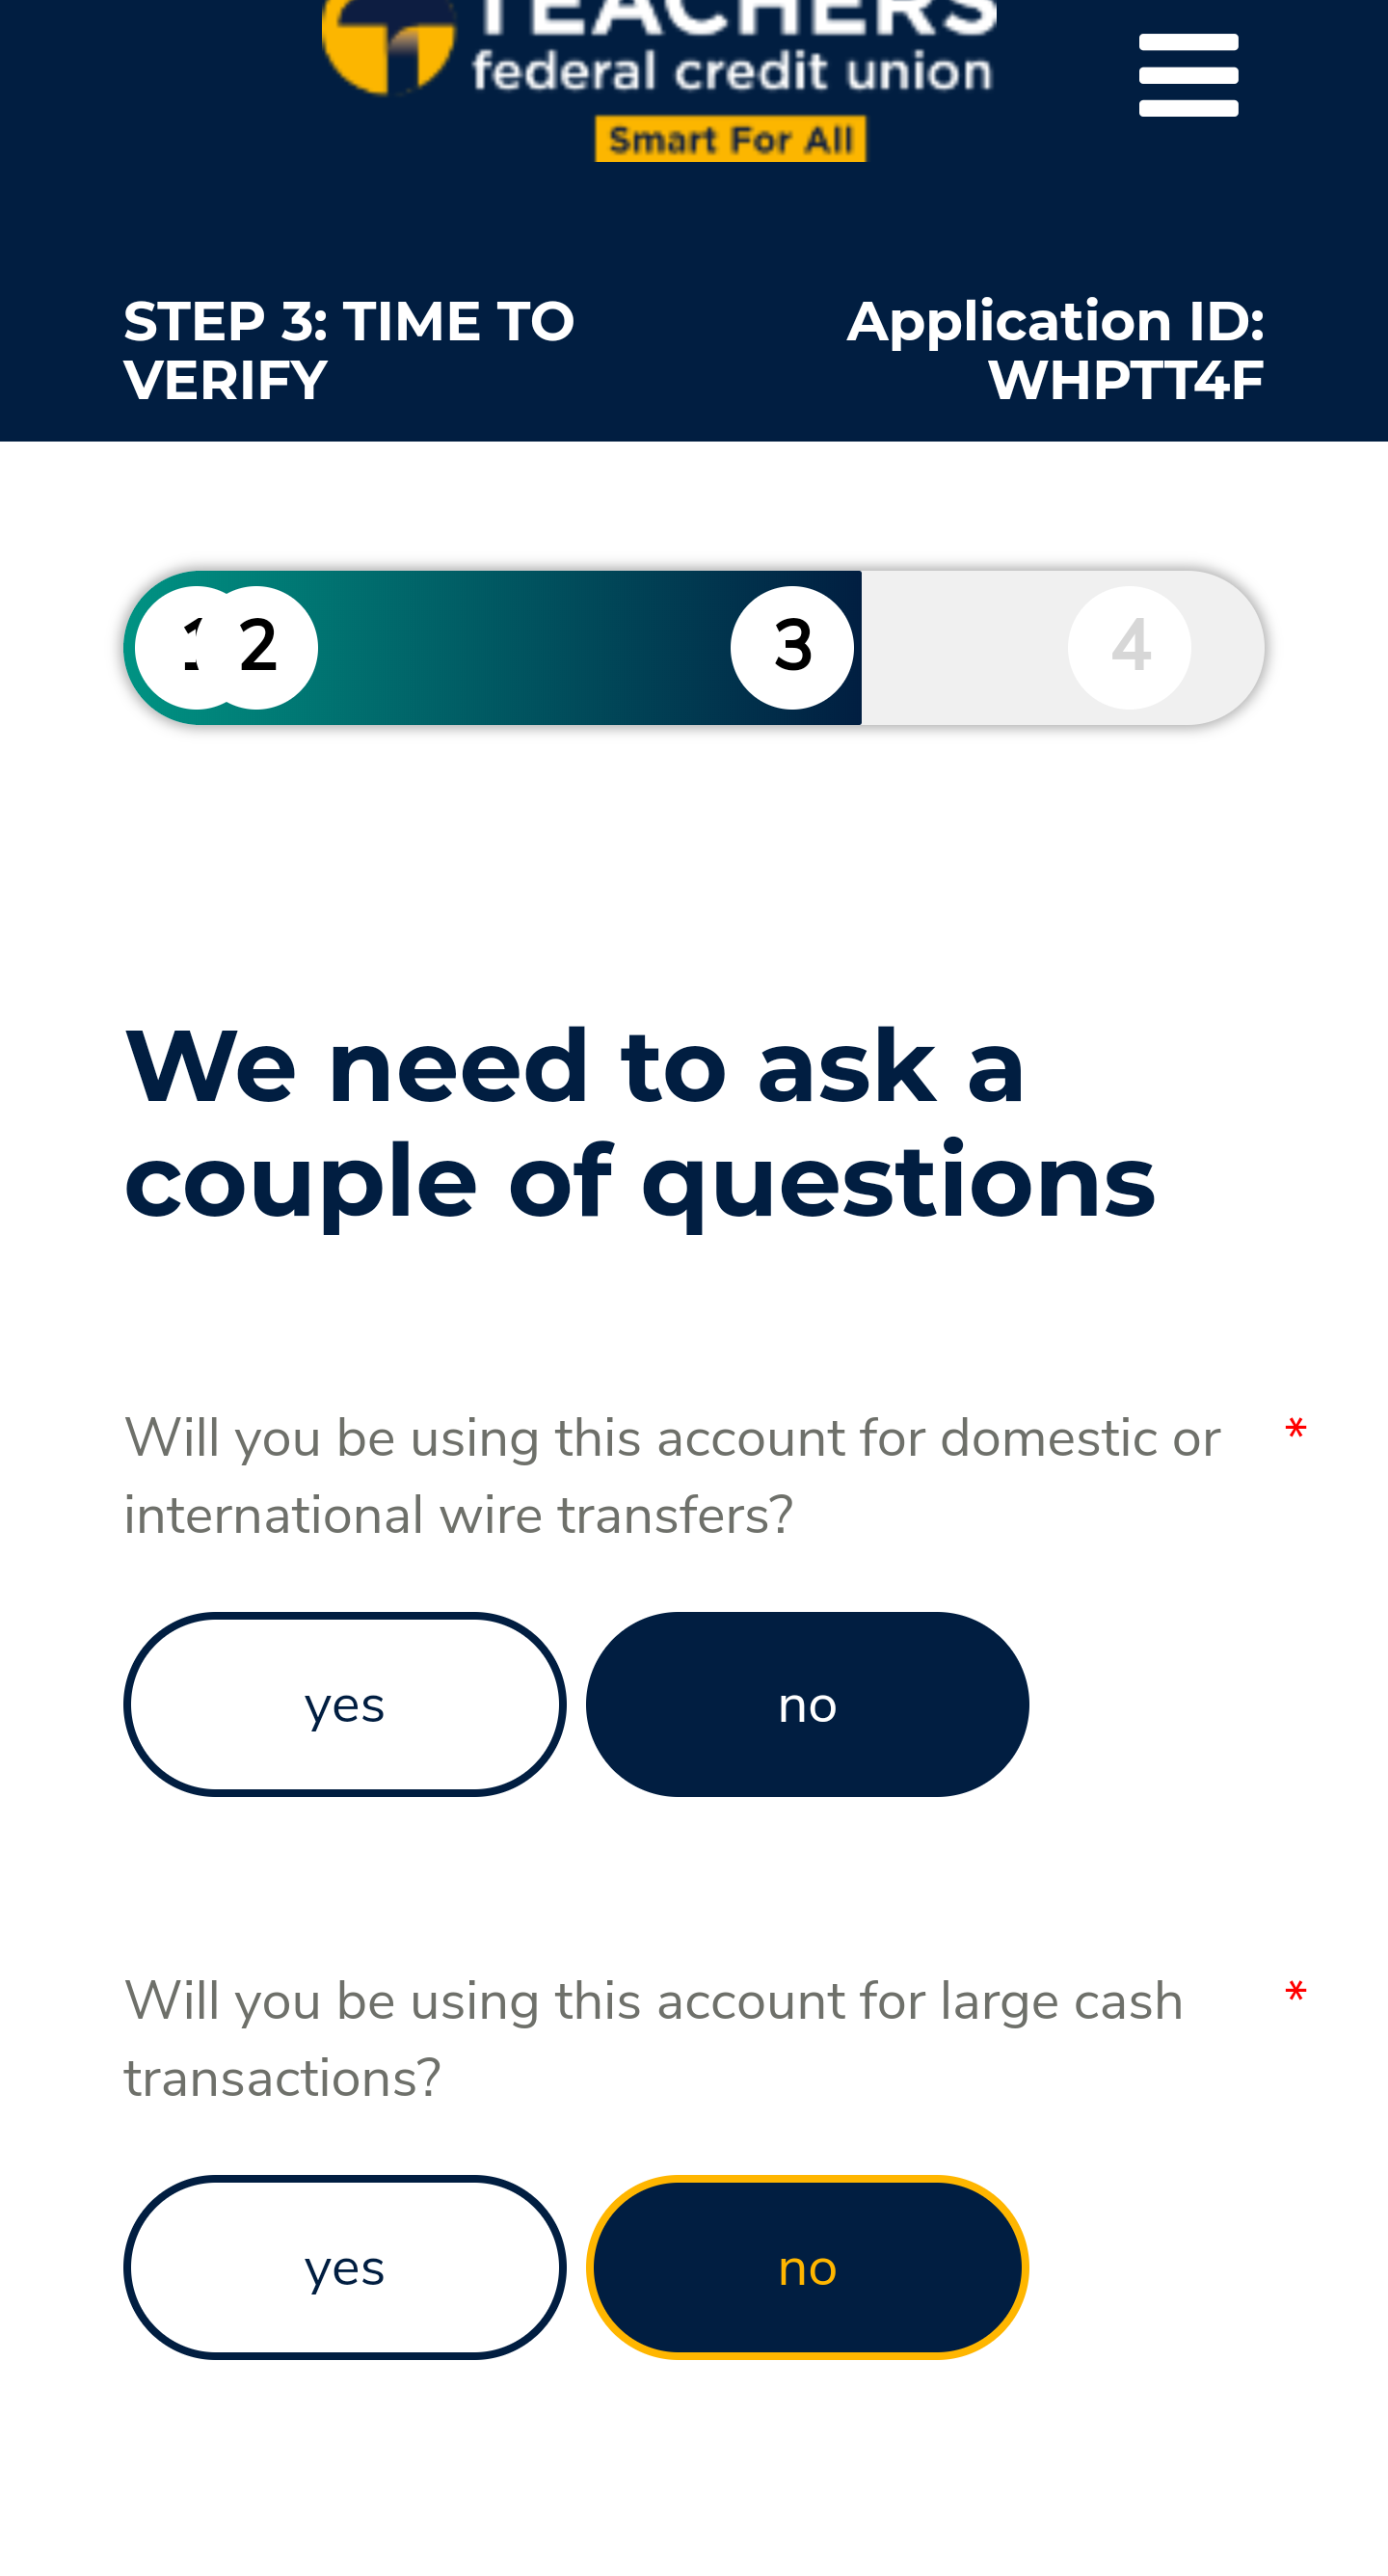 TEACHERS
federal credit union
Smart For All
STEP 3: TIME TO
VERIFY
Application ID:
WHPTT4F
1 2 3 4
We need to ask a
couple of questions
Will you be using this account for domestic or *
international wire transfers?
yes no
Will you be using this account for large cash *
transactions?
yes no